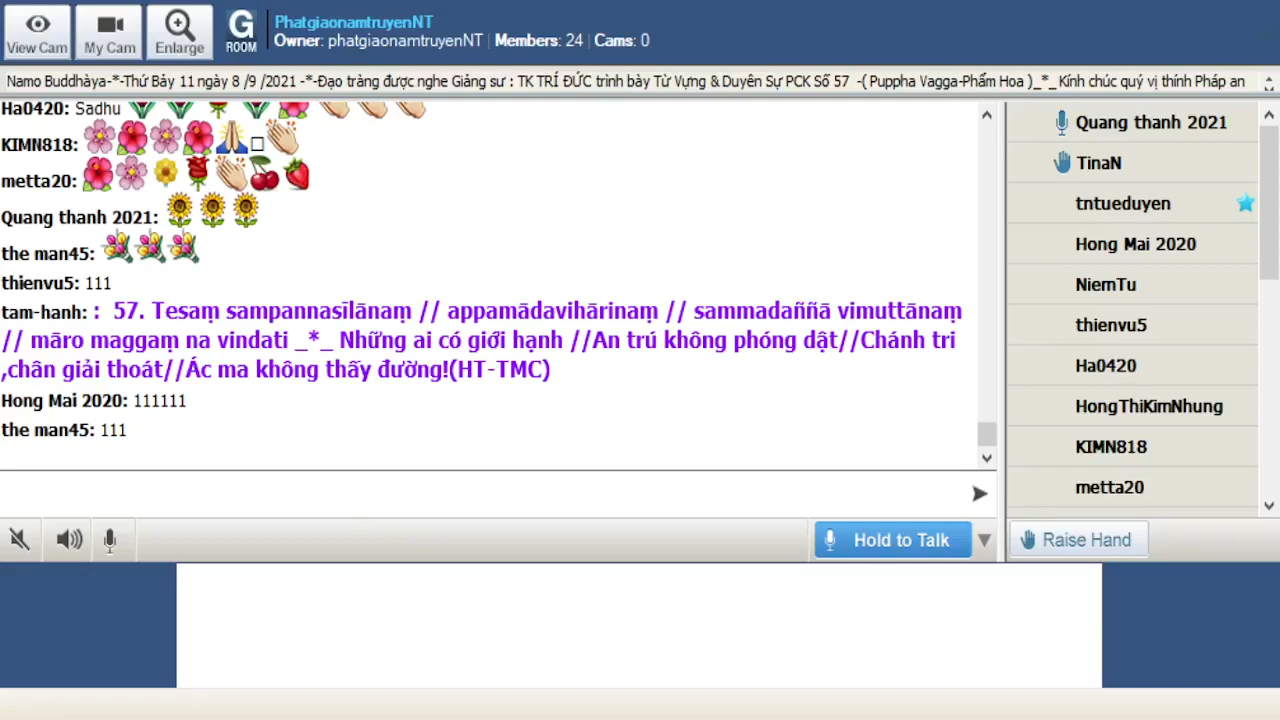 View Cam
My Cam
Enlarge
G
ROOM
PhatgiaonamtruyenNT
Owner: phatgiaonamtruyenNT | Members: 24 | Cams: 0
Namo Buddhàya-*-Thứ Bảy 11 ngày 8 /9 /2021 -*-Đạo tràng được nghe Giảng sư : TK TRÍ ĐỨC trình bày Từ Vựng & Duyên Sự PCK Số 57 -( Puppha Vagga-Phẩm Hoa )_*_Kính chúc quý vị thính Pháp an
Ha0420: Sadhu
KIMN818:
metta20:
Quang thanh 2021:
the man45:
thienvu5: 111
tam-hanh: : 57. Tesaṃ sampannasīlānaṃ // appamādavihārinaṃ // sammadaññā vimuttānaṃ
// māro maggaṃ na vindati _*_ Những ai có giới hạnh //An trú không phóng dật//Chánh tri
,chân giải thoát//Ác ma không thấy đường!(HT-TMC)
Hong Mai 2020: 111111
the man45: 111
Quang thanh 2021
TinaN
tntueduyen
Hong Mai 2020
NiemTu
thienvu5
Ha0420
HongThiKimNhung
KIMN818
metta20
Hold to Talk
Raise Hand